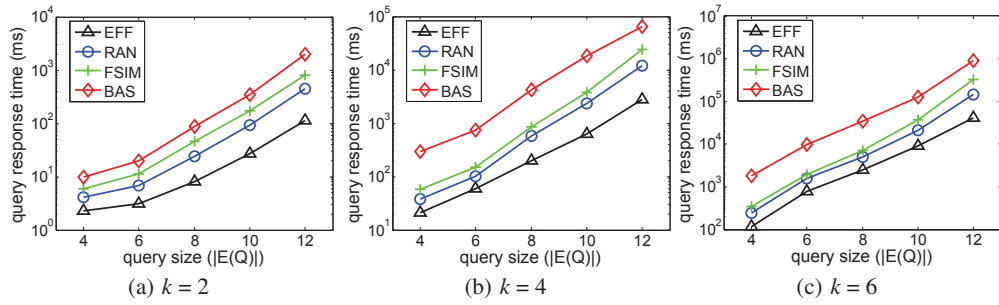 query response time (ms)
10^4
10^3
10^2
10^1
10^0
EFF
RAN
FSIM
BAS
4 6 8 10 12
query size (|E(Q)|)
(a) k = 2
query response time (ms)
10^5
10^4
10^3
10^2
10^1
EFF
RAN
FSIM
BAS
4 6 8 10 12
query size (|E(Q)|)
(b) k = 4
query response time (ms)
10^7
10^6
10^5
10^4
10^3
10^2
EFF
RAN
FSIM
BAS
4 6 8 10 12
query size (|E(Q)|)
(c) k = 6